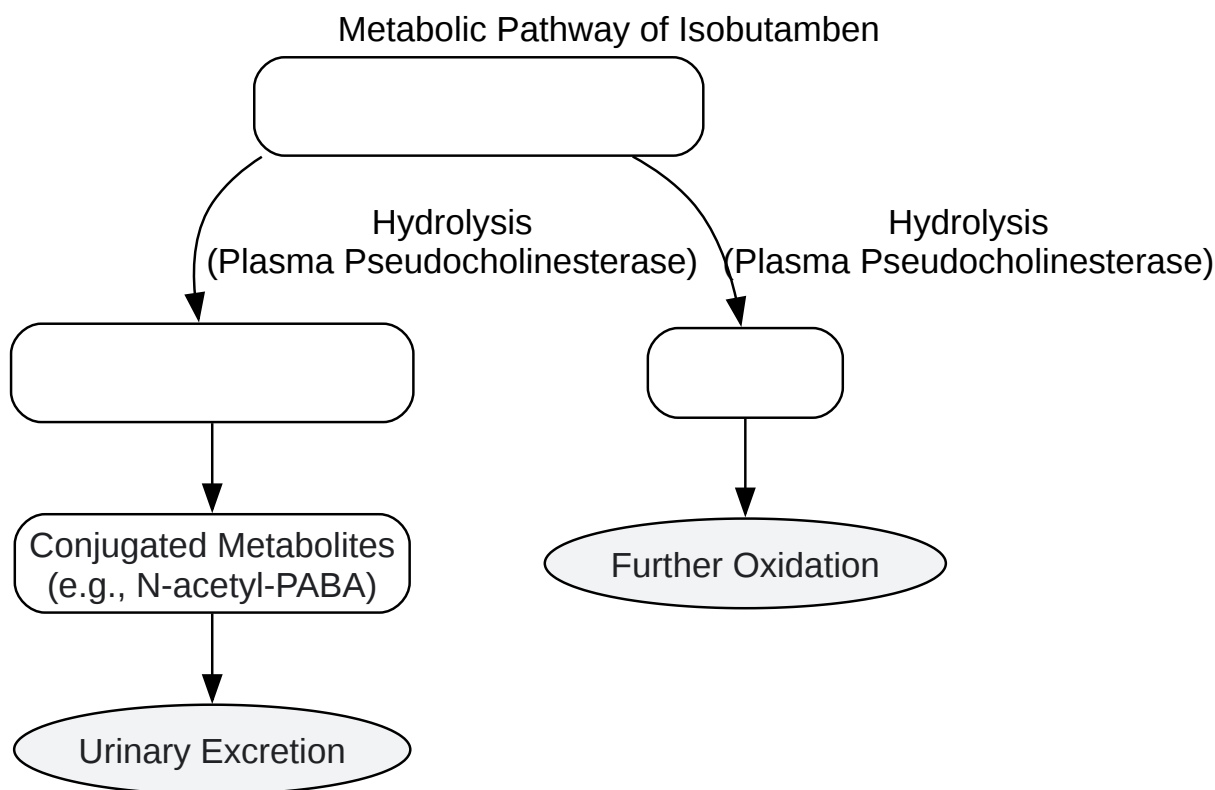 Metabolic Pathway of Isobutamben
Hydrolysis
(Plasma Pseudocholinesterase)
Hydrolysis
(Plasma Pseudocholinesterase)
Conjugated Metabolites
(e.g., N-acetyl-PABA)
Further Oxidation
Urinary Excretion